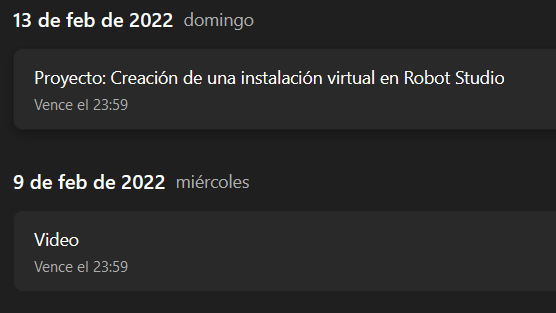 13 de feb de 2022 domingo
Proyecto: Creación de una instalación virtual en Robot Studio
Vence el 23:59
9 de feb de 2022 miércoles
Video
Vence el 23:59